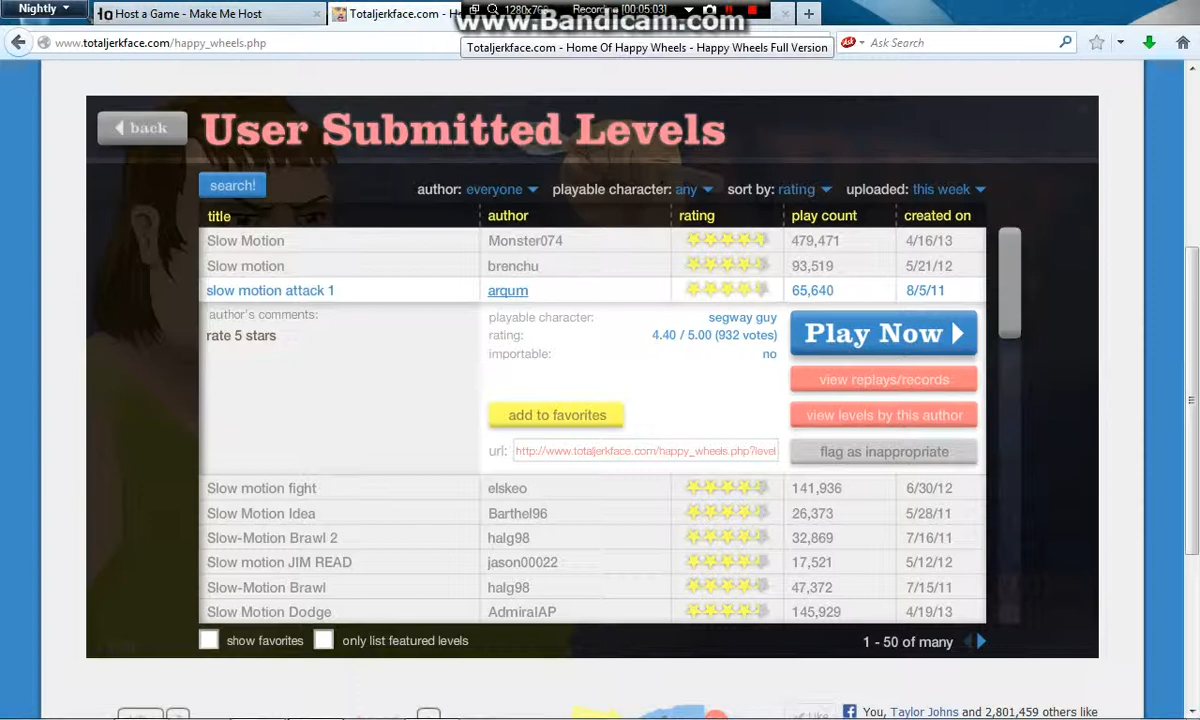 Nightly
Host a Game - Make Me Host
Totaljerkface.com - H
1280x766 Recording [00:05:03]
www.Bandicam.com
www.totaljerkface.com/happy_wheels.php
Totaljerkface.com - Home Of Happy Wheels - Happy Wheels Full Version
Ask Search
back
User Submitted Levels
search!
author: everyone playable character: any sort by: rating uploaded: this week
title author rating play count created on
Slow Motion Monster074 479,471 4/16/13
Slow motion brenchu 93,519 5/21/12
slow motion attack 1 arqum 65,640 8/5/11
author's comments:
rate 5 stars
playable character: segway guy
rating: 4.40 / 5.00 (932 votes)
importable: no
Play Now
view replays/records
add to favorites
view levels by this author
url: http://www.totaljerkface.com/happy_wheels.php?level
flag as inappropriate
Slow motion fight elskeo 141,936 6/30/12
Slow Motion Idea Barthel96 26,373 5/28/11
Slow-Motion Brawl 2 halg98 32,869 7/16/11
Slow motion JIM READ jason00022 17,521 5/12/12
Slow-Motion Brawl halg98 47,372 7/15/11
Slow Motion Dodge AdmiralAP 145,929 4/19/13
show favorites only list featured levels 1 - 50 of many
Like
You, Taylor Johns and 2,801,459 others like